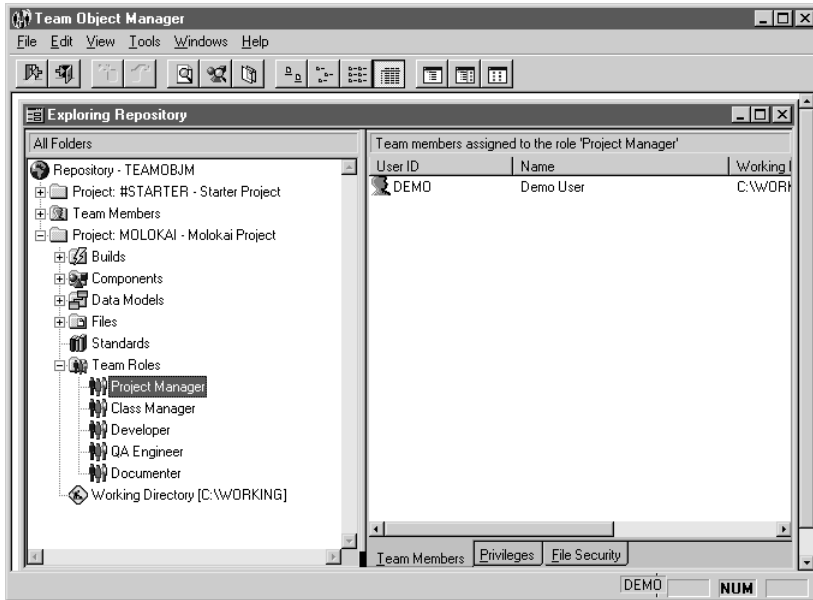 Team Object Manager
File Edit View Tools Windows Help
Exploring Repository
All Folders
Team members assigned to the role 'Project Manager'
Repository - TEAMOBJM
Project: #STARTER - Starter Project
Team Members
Project: MOLOKAI - Molokai Project
Builds
Components
Data Models
Files
Standards
Team Roles
Project Manager
Class Manager
Developer
QA Engineer
Documenter
Working Directory [C:\WORKING]
User ID Name Working
DEMO Demo User C:\WORK
Team Members Privileges File Security
DEMO NUM